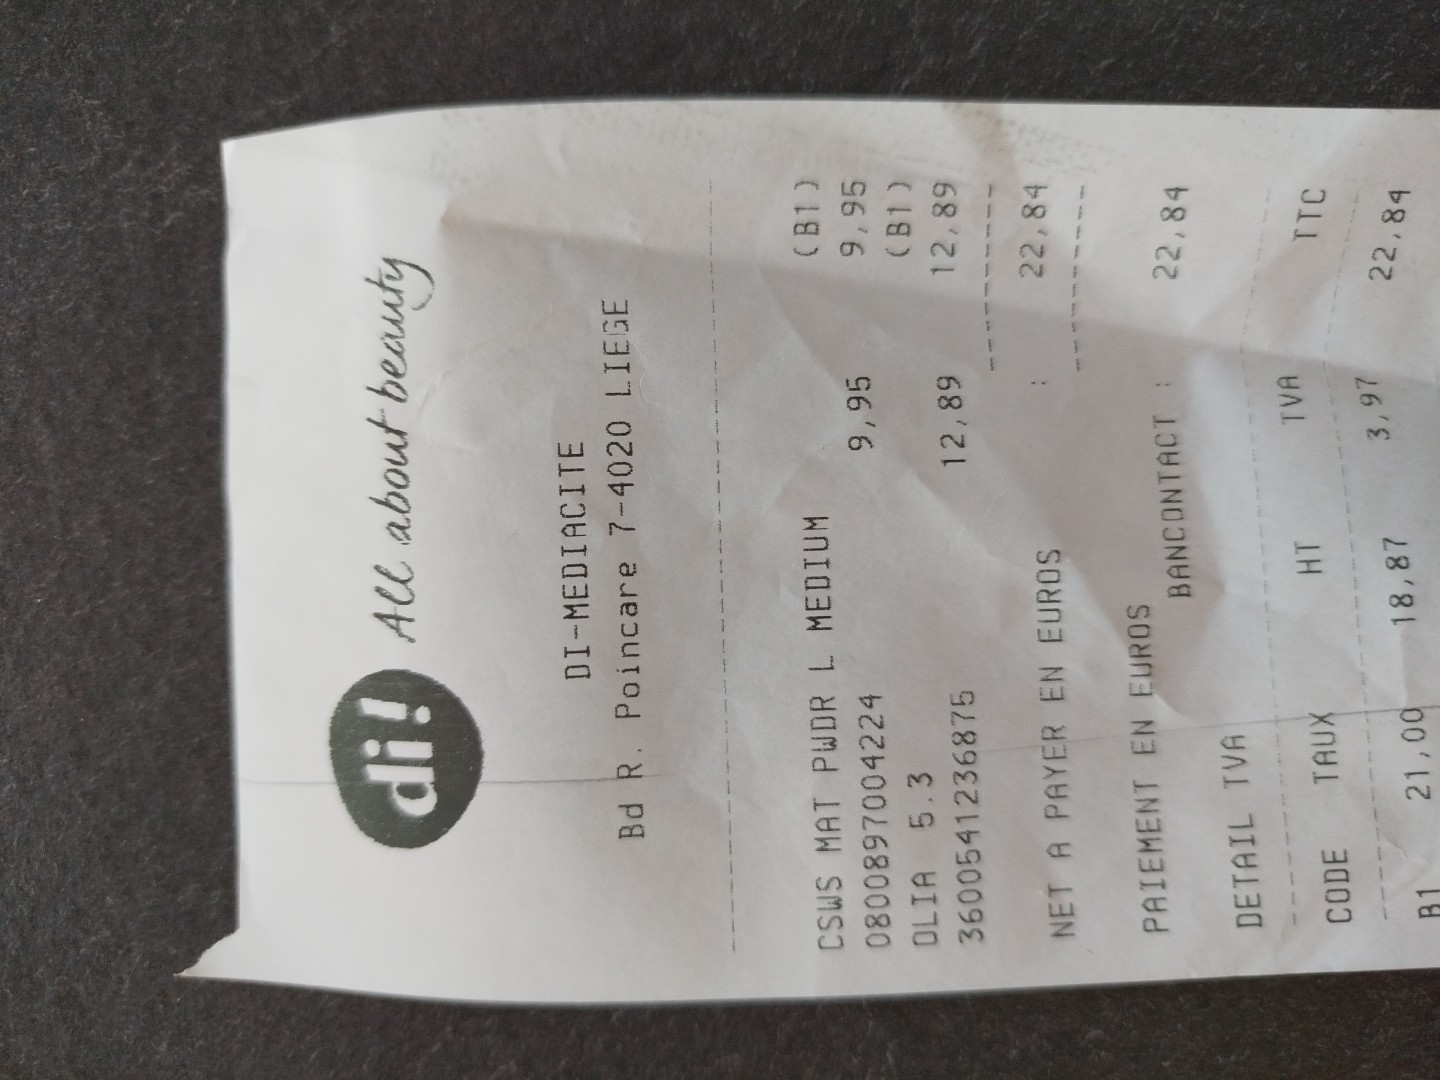 di! All about beauty
DI-MEDIACITE
Bd R. Poincare 7-4020 LIEGE
CSWS MAT PWDR L MEDIUM (B1)
0800897004224 9,95 9,95
OLIA 5.3 (B1)
3600541236875 12,89 12,89
NET A PAYER EN EUROS : 22,84
PAIEMENT EN EUROS
BANCONTACT : 22,84
DETAIL TVA
CODE TAUX HT TVA TTC
B1 21,00 18,87 3,97 22,84